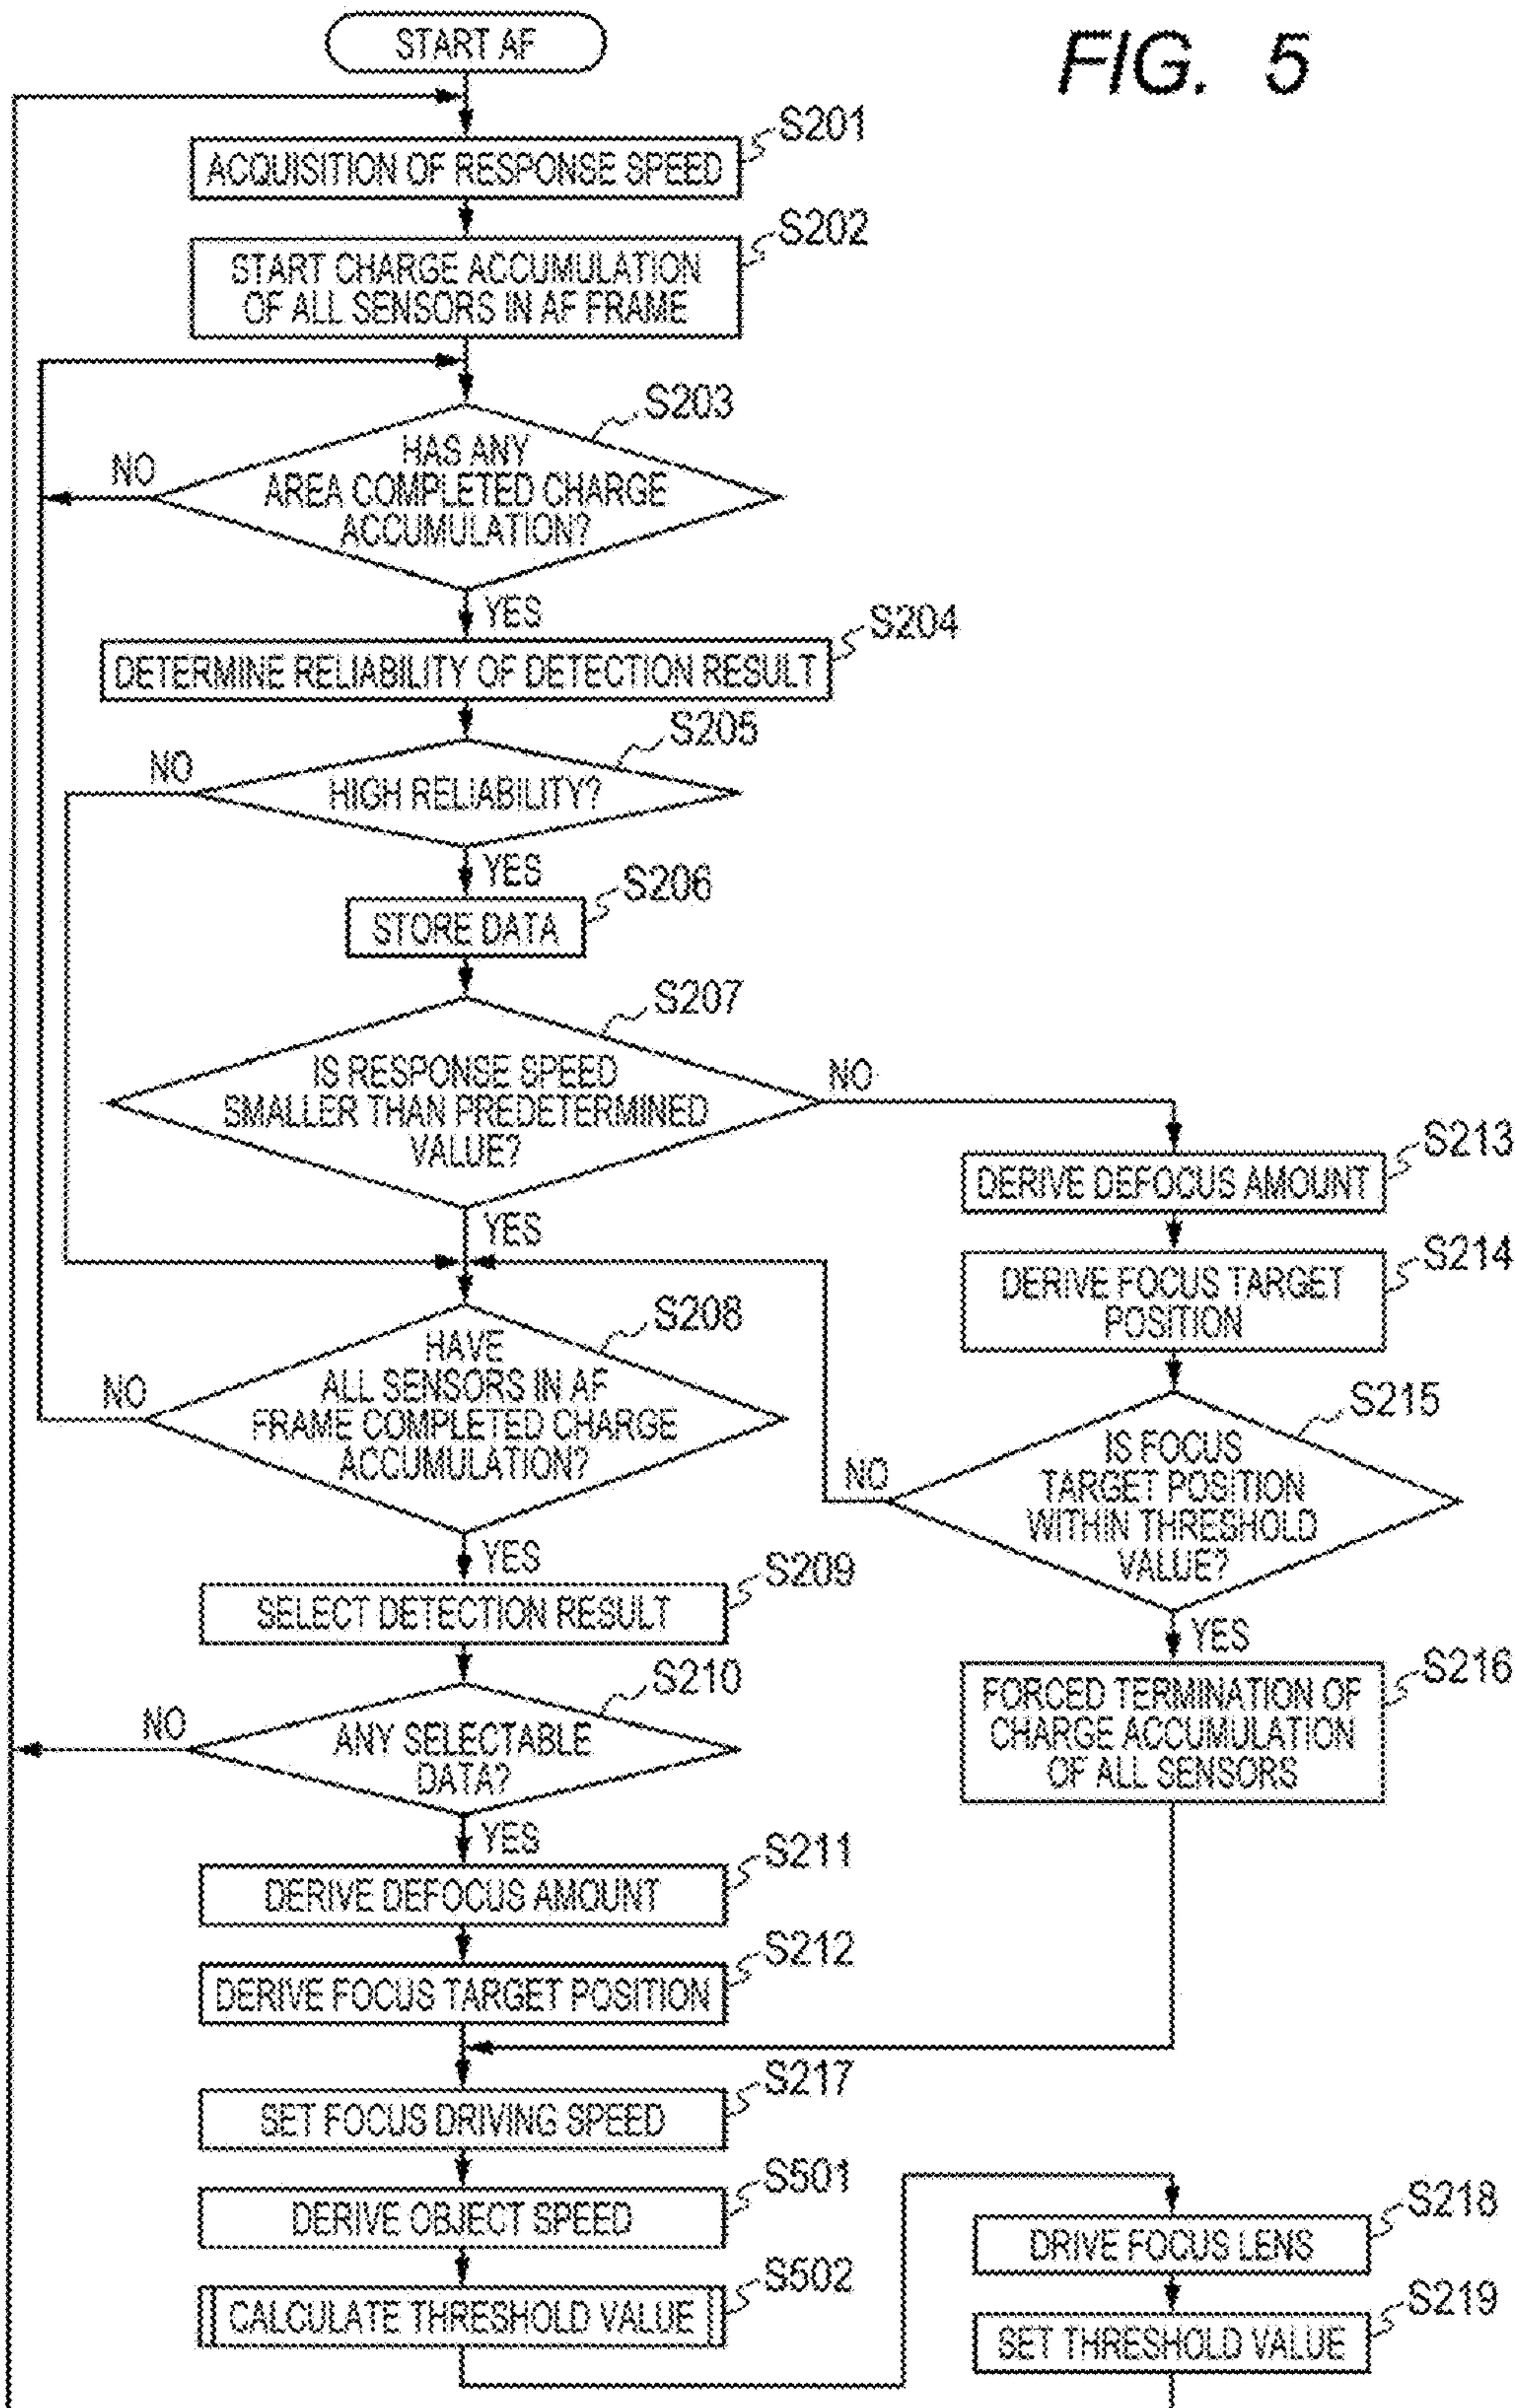 FIG. 5
START AF
S201
ACQUISITION OF RESPONSE SPEED
S202
START CHARGE ACCUMULATION
OF ALL SENSORS IN AF FRAME
S203
HAS ANY
AREA COMPLETED CHARGE
ACCUMULATION?
NO
YES
S204
DETERMINE RELIABILITY OF DETECTION RESULT
S205
HIGH RELIABILITY?
NO
YES
S206
STORE DATA
S207
IS RESPONSE SPEED
SMALLER THAN PREDETERMINED
VALUE?
NO
YES
S208
HAVE
ALL SENSORS IN AF
FRAME COMPLETED CHARGE
ACCUMULATION?
NO
YES
S209
SELECT DETECTION RESULT
S210
ANY SELECTABLE
DATA?
NO
YES
S211
DERIVE DEFOCUS AMOUNT
S212
DERIVE FOCUS TARGET POSITION
S213
DERIVE DEFOCUS AMOUNT
S214
DERIVE FOCUS TARGET
POSITION
S215
IS FOCUS
TARGET POSITION
WITHIN THRESHOLD
VALUE?
NO
YES
S216
FORCED TERMINATION OF
CHARGE ACCUMULATION
OF ALL SENSORS
S217
SET FOCUS DRIVING SPEED
S501
DERIVE OBJECT SPEED
S502
CALCULATE THRESHOLD VALUE
S218
DRIVE FOCUS LENS
S219
SET THRESHOLD VALUE